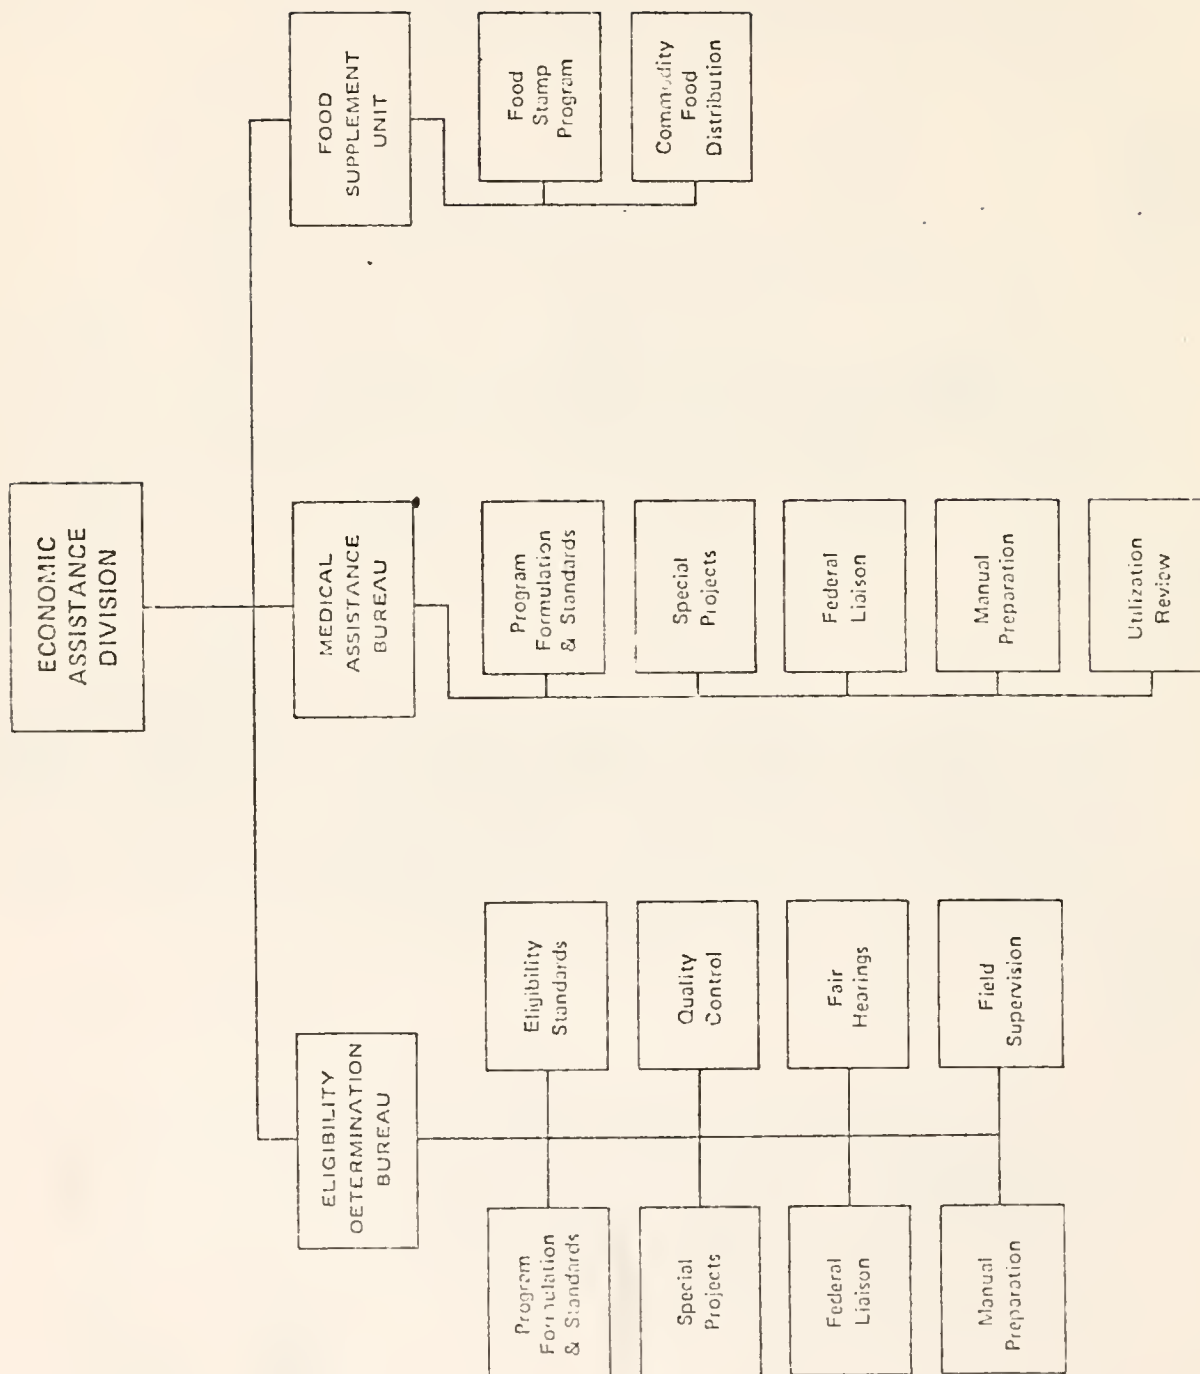 ECONOMIC
ASSISTANCE
DIVISION
ELIGIBILITY
DETERMINATION
BUREAU
Program
Formulation
& Standards
Eligibility
Standards
Special
Projects
Quality
Control
Federal
Liaison
Fair
Hearings
Manual
Preparation
Field
Supervision
MEDICAL
ASSISTANCE
BUREAU
Program
Formulation
& Standards
Special
Projects
Federal
Liaison
Manual
Preparation
Utilization
Review
FOOD
SUPPLEMENT
UNIT
Food
Stamp
Program
Commodity
Food
Distribution